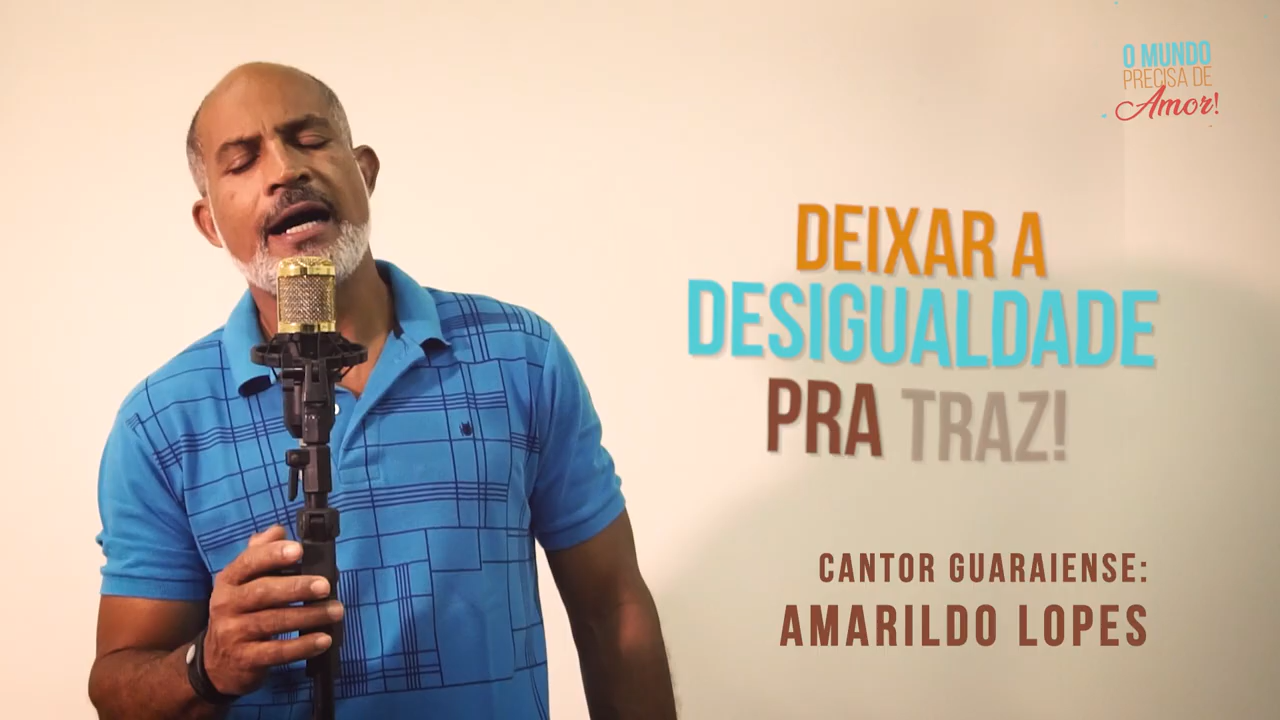 O MUNDO
PRECISA DE
Amor!
DEIXAR A
DESIGUALDADE
PRA TRAZ!
CANTOR GUARAIENSE:
AMARILDO LOPES